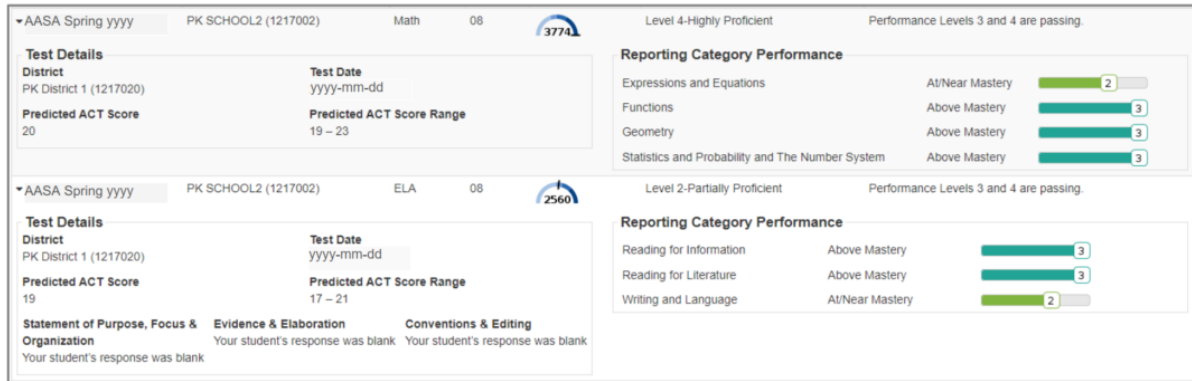 AASA Spring yyyy PK SCHOOL2 (1217002) Math 08 3774 Level 4-Highly Proficient Performance Levels 3 and 4 are passing.
Test Details
District Test Date
PK District 1 (1217020) yyyy-mm-dd
Predicted ACT Score Predicted ACT Score Range
20 19 – 23
Reporting Category Performance
Expressions and Equations At/Near Mastery 2
Functions Above Mastery 3
Geometry Above Mastery 3
Statistics and Probability and The Number System Above Mastery 3
AASA Spring yyyy PK SCHOOL2 (1217002) ELA 08 2560 Level 2-Partially Proficient Performance Levels 3 and 4 are passing.
Test Details
District Test Date
PK District 1 (1217020) yyyy-mm-dd
Predicted ACT Score Predicted ACT Score Range
19 17 – 21
Statement of Purpose, Focus & Evidence & Elaboration Conventions & Editing
Organization Your student's response was blank Your student's response was blank
Your student's response was blank
Reporting Category Performance
Reading for Information Above Mastery 3
Reading for Literature Above Mastery 3
Writing and Language At/Near Mastery 2